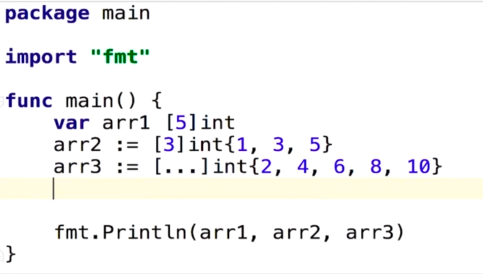 package main
import "fmt"
func main() {
    var arr1 [5]int
    arr2 := [3]int{1, 3, 5}
    arr3 := [...]int{2, 4, 6, 8, 10}
    fmt.Println(arr1, arr2, arr3)
}